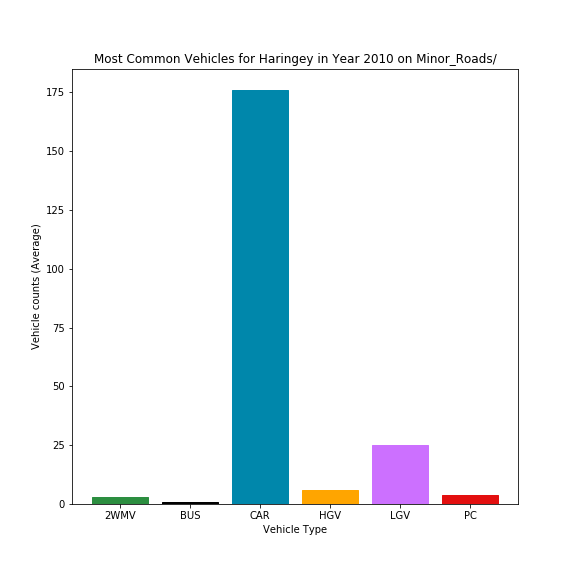 Most Common Vehicles for Haringey in Year 2010 on Minor_Roads/
Vehicle counts (Average)
175
150
125
100
75
50
25
0
2WMV BUS CAR HGV LGV PC
Vehicle Type